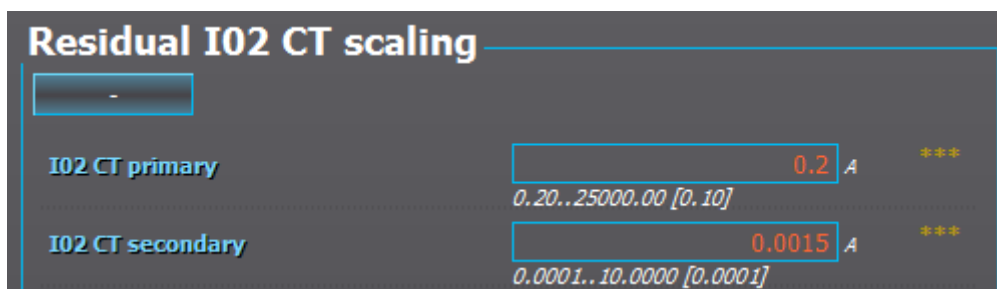 Residual I02 CT scaling
-
I02 CT primary 0.2 A ***
0.20..25000.00 [0.10]
I02 CT secondary 0.0015 A ***
0.0001..10.0000 [0.0001]